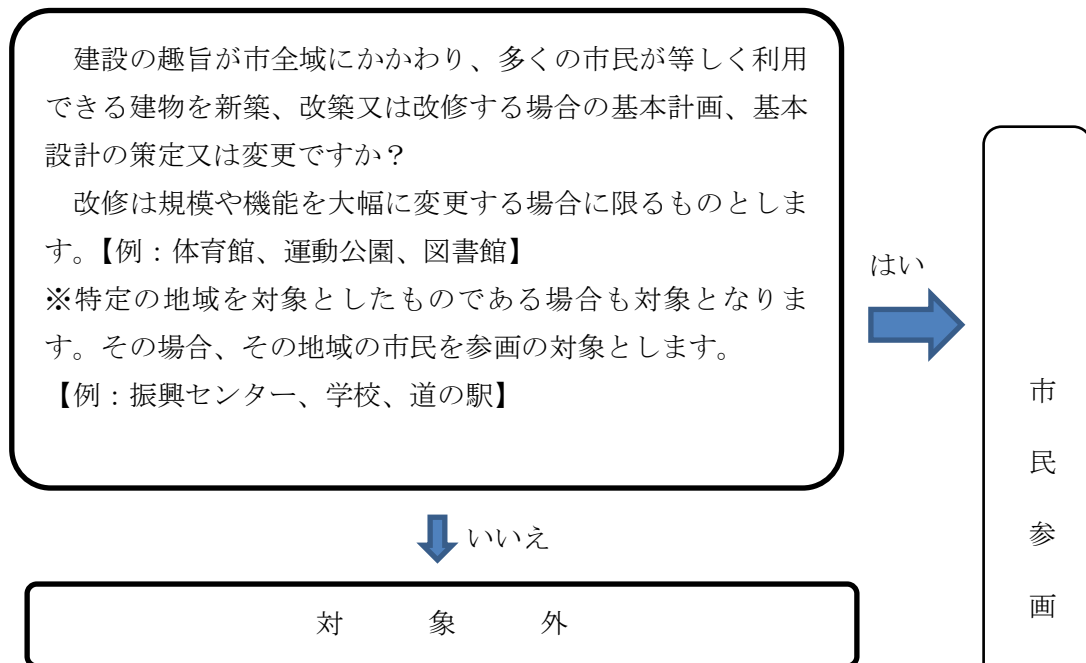 建設の趣旨が市全域にかかわり、多くの市民が等しく利用
できる建物を新築、改築又は改修する場合の基本計画、基本
設計の策定又は変更ですか?
改修は規模や機能を大幅に変更する場合に限るものとしま
す。【例:体育館、運動公園、図書館】
※特定の地域を対象としたものである場合も対象となりま
す。その場合、その地域の市民を参画の対象とします。
【例:振興センター、学校、道の駅】
はい
いいえ
対象外
市民参画